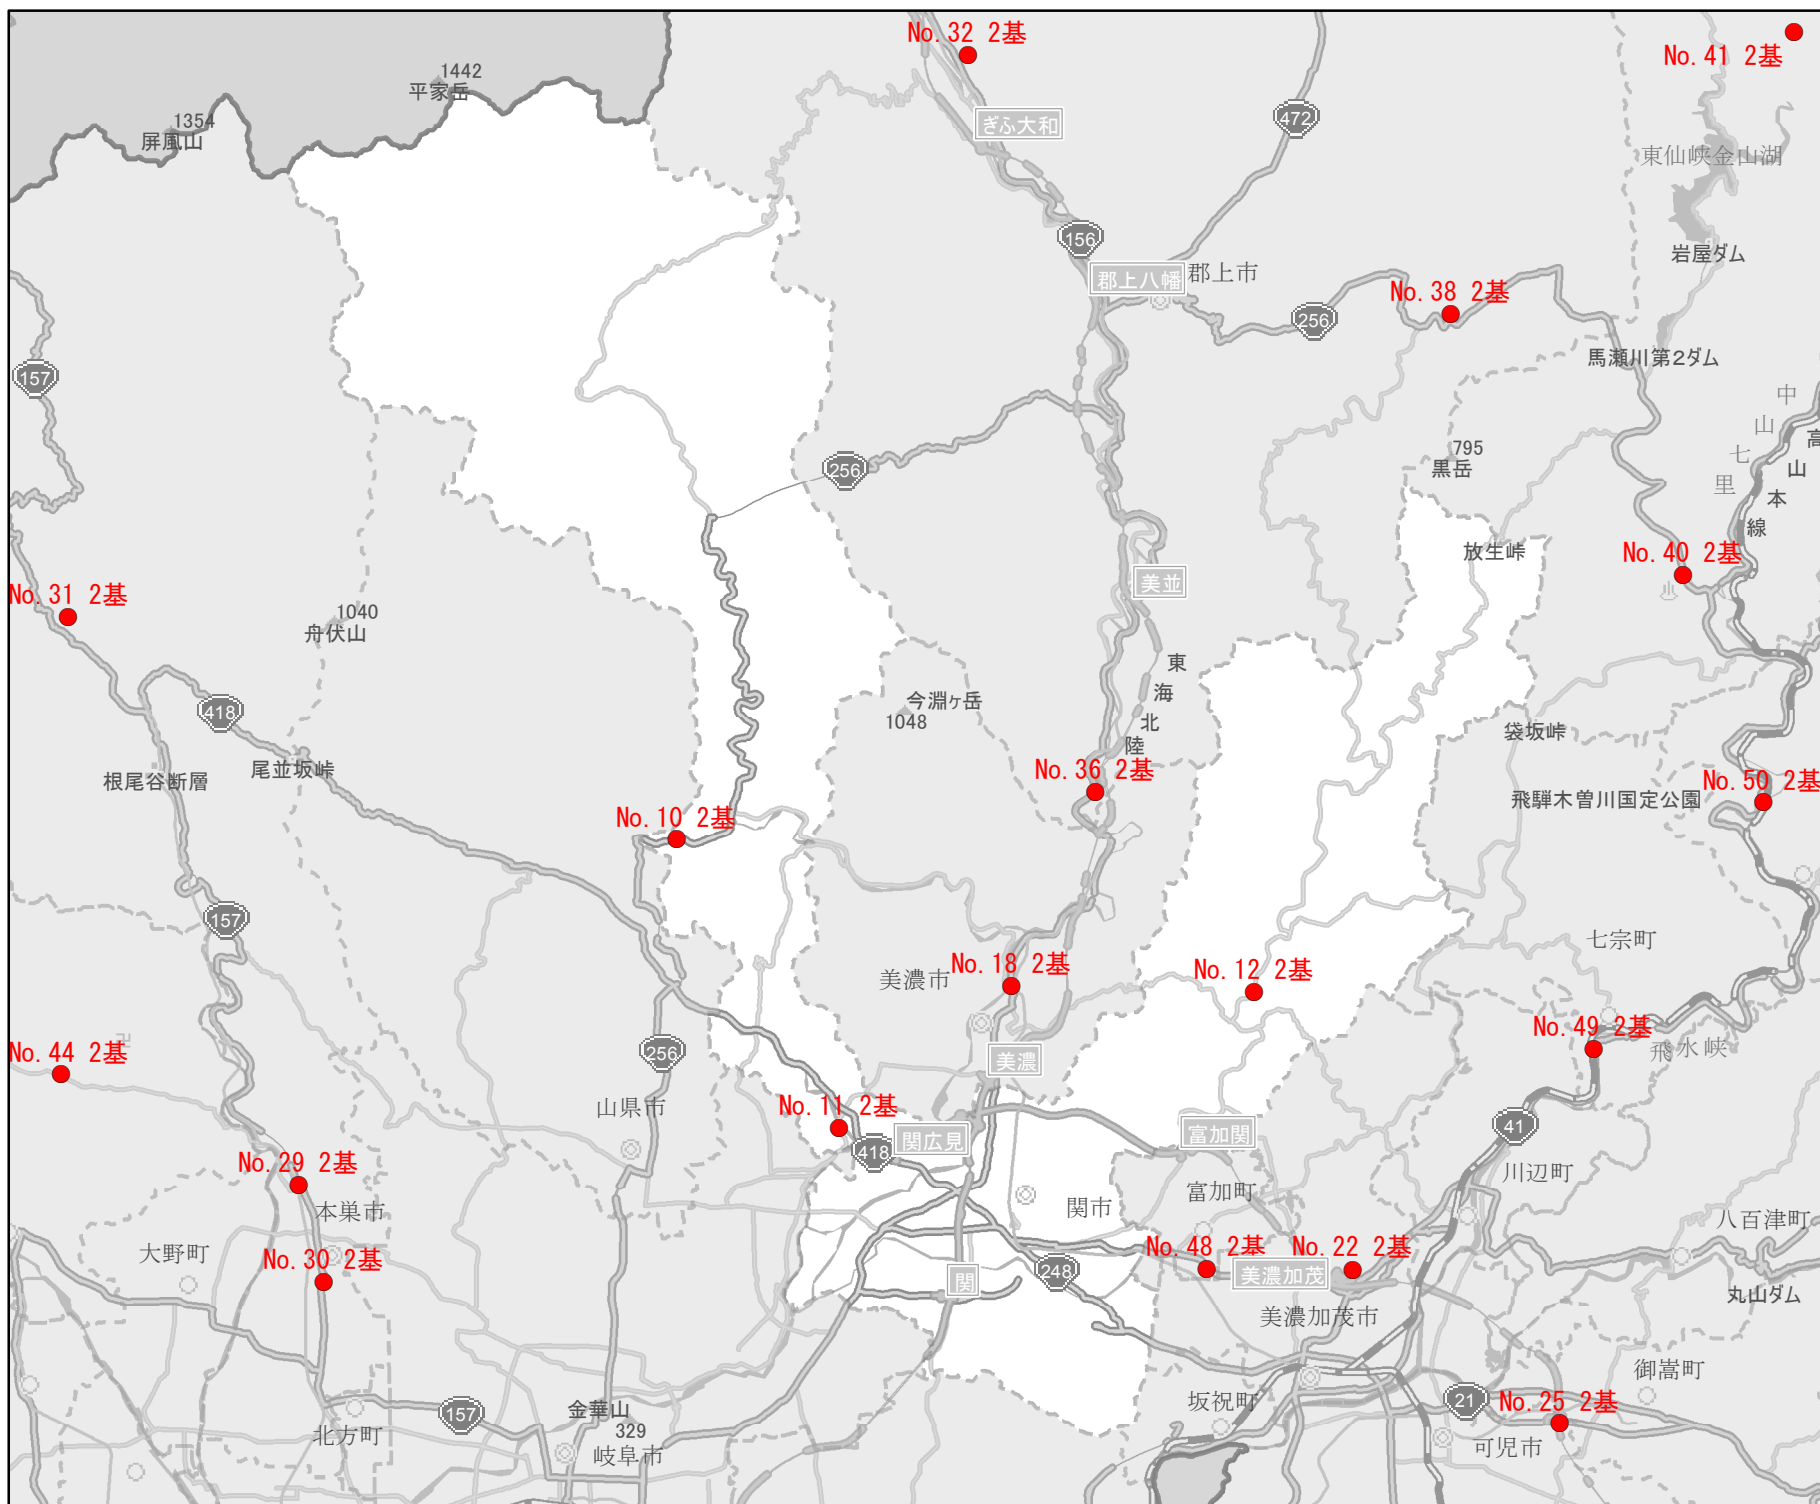 No.32 2基
No.41 2基
1442
平家岳
1354
屏風山
ぎふ大和
472
東仙峡金山湖
156
岩屋ダム
郡上八幡
郡上市
No.38 2基
256
馬瀬川第2ダム
157
中
山
七
里
高
山
本
線
795
黒岳
256
放生峠
No.40 2基
美並
No.31 2基
1040
舟伏山
東
海
北
陸
今淵ヶ岳
1048
418
袋坂峠
尾並坂峠
根尾谷断層
No.36 2基
No.50 2基
飛騨木曽川国定公園
No.10 2基
157
七宗町
美濃市
No.18 2基
No.12 2基
No.49 2基
飛水峡
No.44 2基
256
美濃
山県市
No.11 2基
41
関広見
富加関
418
No.29 2基
川辺町
本巣市
関市
富加町
八百津町
大野町
No.30 2基
No.48 2基
No.22 2基
248
美濃加茂
関
丸山ダム
美濃加茂市
御嵩町
157
金華山
329
坂祝町
21
No.25 2基
北方町
岐阜市
可児市